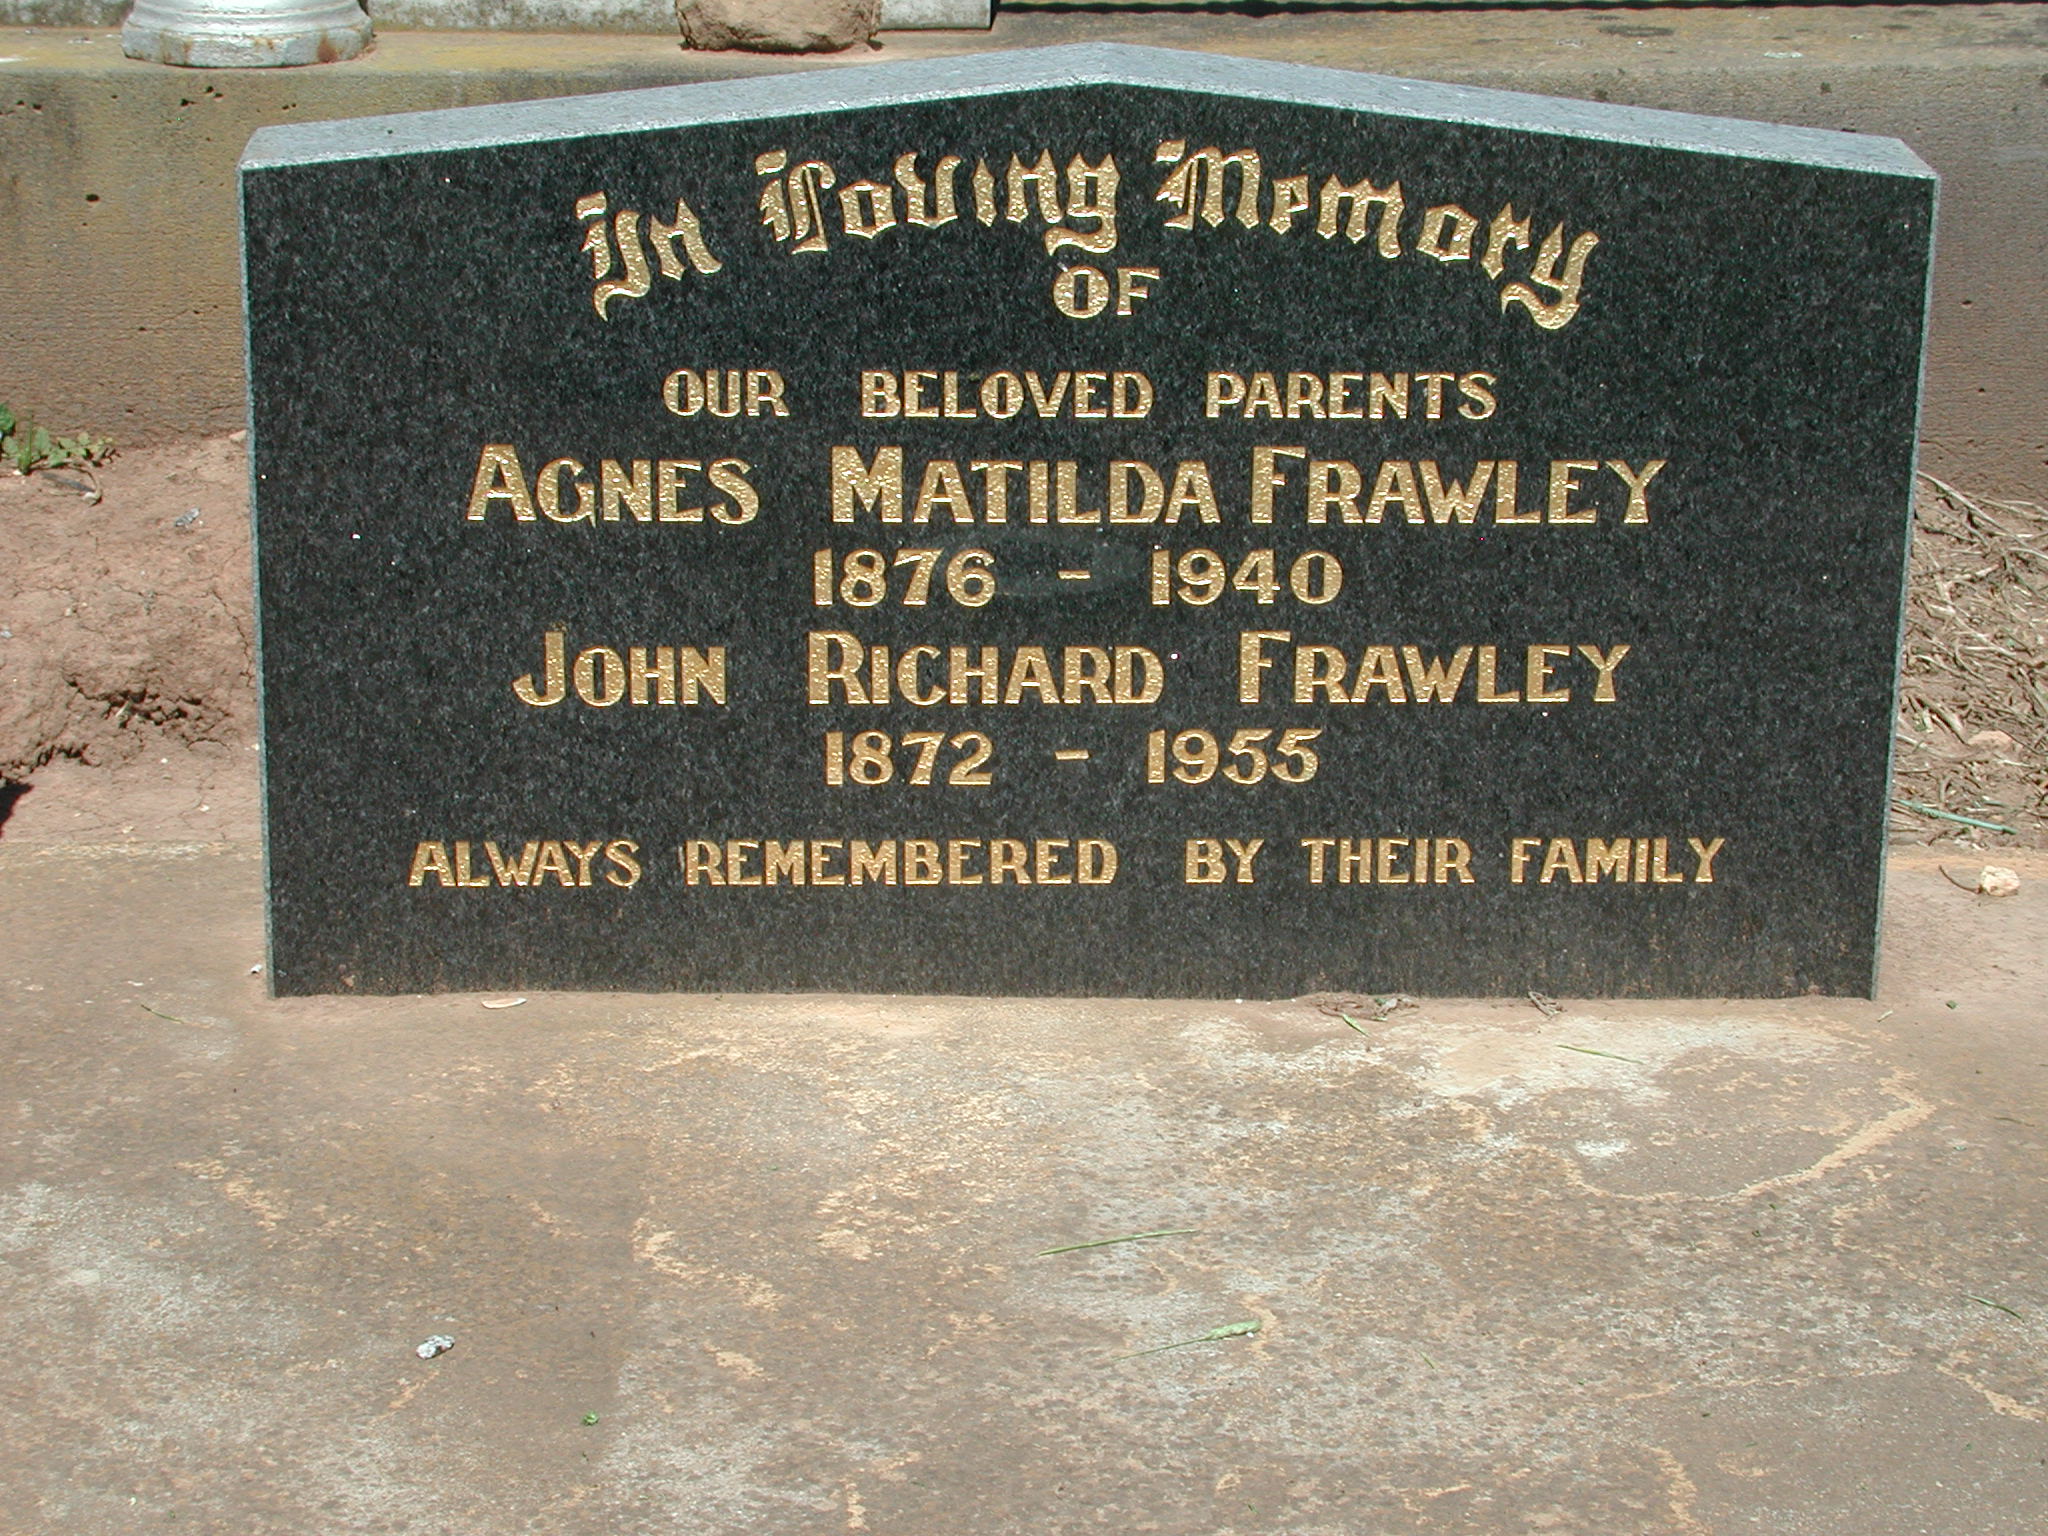 In Loving Memory
OF
OUR BELOVED PARENTS
AGNES MATILDA FRAWLEY
1876 - 1940
JOHN RICHARD FRAWLEY
1872 - 1955
ALWAYS REMEMBERED BY THEIR FAMILY